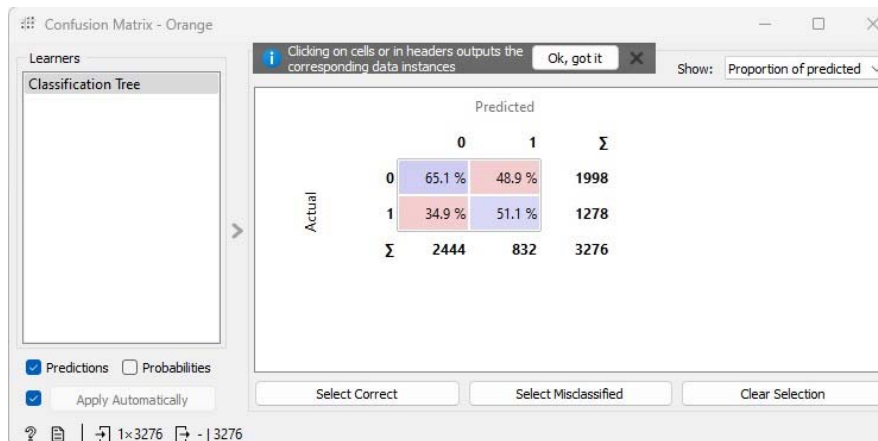 Confusion Matrix - Orange
Learners
Classification Tree
Clicking on cells or in headers outputs the
corresponding data instances
Ok, got it
Show: Proportion of predicted
Predicted
0 1 Σ
Actual
0 65.1 % 48.9 % 1998
1 34.9 % 51.1 % 1278
Σ 2444 832 3276
Predictions Probabilities
Apply Automatically
Select Correct Select Misclassified Clear Selection
? 1×3276 - | 3276